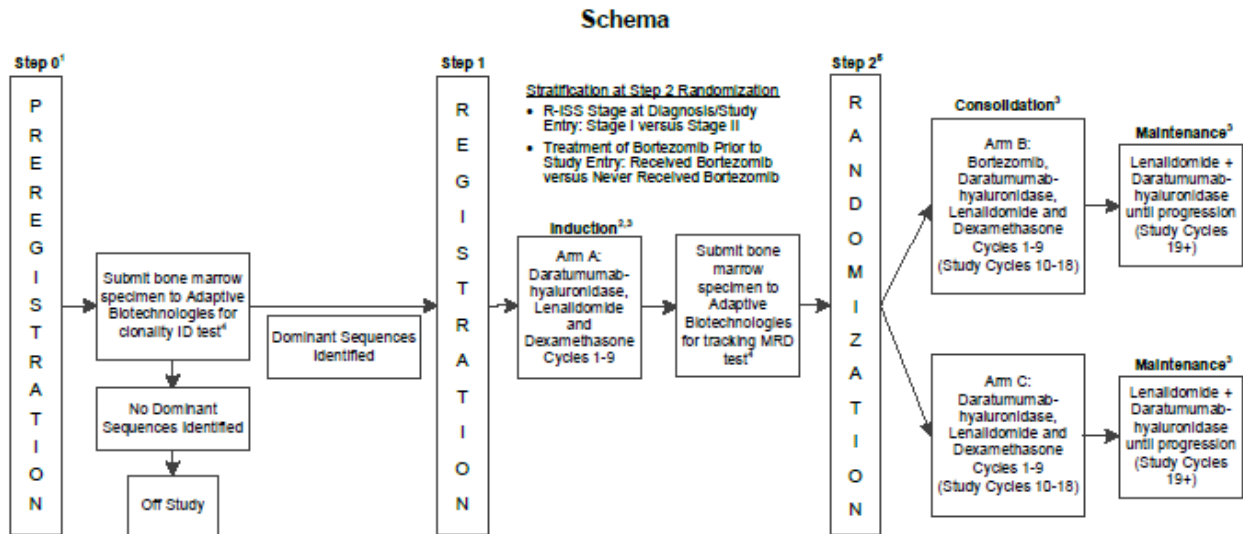 Schema
Step 0¹
PREREGISTRATION
Submit bone marrow
specimen to Adaptive
Biotechnologies for
clonality ID test⁴
No Dominant
Sequences Identified
Off Study
Dominant Sequences
Identified
Step 1
REGISTRATION
Stratification at Step 2 Randomization
• R-ISS Stage at Diagnosis/Study
Entry: Stage I versus Stage II
• Treatment of Bortezomib Prior to
Study Entry: Received Bortezomib
versus Never Received Bortezomib
Induction²,³
Arm A:
Daratumumab-
hyaluronidase,
Lenalidomide
and
Dexamethasone
Cycles 1-9
Submit bone
marrow
specimen to
Adaptive
Biotechnologies
for tracking MRD
test⁴
Step 2⁵
RANDOMIZATION
Consolidation³
Arm B:
Bortezomib,
Daratumumab-
hyaluronidase,
Lenalidomide and
Dexamethasone
Cycles 1-9
(Study Cycles 10-18)
Maintenance³
Lenalidomide +
Daratumumab-
hyaluronidase
until progression
(Study Cycles
19+)
Arm C:
Daratumumab-
hyaluronidase,
Lenalidomide and
Dexamethasone
Cycles 1-9
(Study Cycles 10-18)
Maintenance³
Lenalidomide +
Daratumumab-
hyaluronidase
until progression
(Study Cycles
19+)